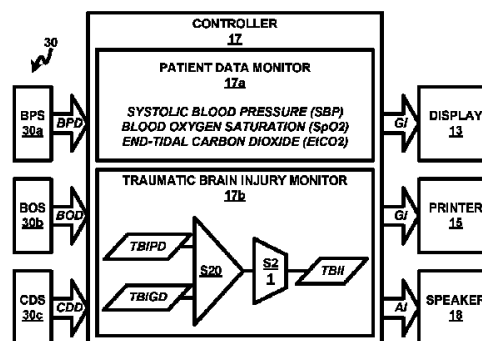 CONTROLLER
17
30
PATIENT DATA MONITOR
17a
SYSTOLIC BLOOD PRESSURE (SBP)
BLOOD OXYGEN SATURATION (SpO2)
END-TIDAL CARBON DIOXIDE (EtCO2)
BPS
30a
BPD
GI
DISPLAY
13
TRAUMATIC BRAIN INJURY MONITOR
17b
BOS
30b
BOD
GI
PRINTER
15
TBIPD
S20
S2
1
TBII
TBIGD
CDS
30c
CDD
AI
SPEAKER
18